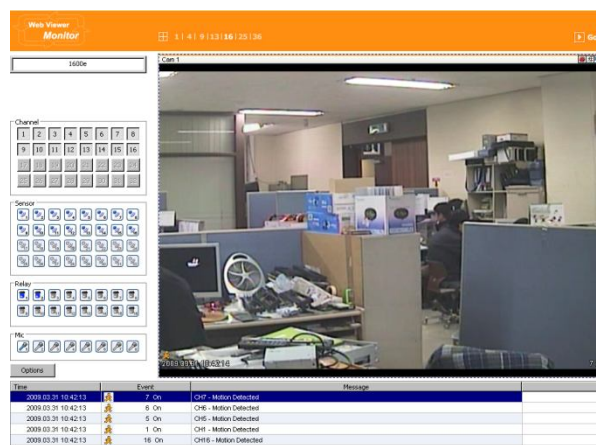 Web Viewer
Monitor
1| 4| 9|13|16|25|36
Go
1600e
Cam 1
Channel
1 2 3 4 5 6 7 8
9 10 11 12 13 14 15 16
Sensor
Relay
Mic
Options
2009.03.31 10:42:14
Time Event Message
2009.03.31 10:42:13 7 On CH7 - Motion Detected
2009.03.31 10:42:13 6 On CH6 - Motion Detected
2009.03.31 10:42:13 5 On CH5 - Motion Detected
2009.03.31 10:42:13 1 On CH1 - Motion Detected
2009.03.31 10:42:13 16 On CH16 - Motion Detected